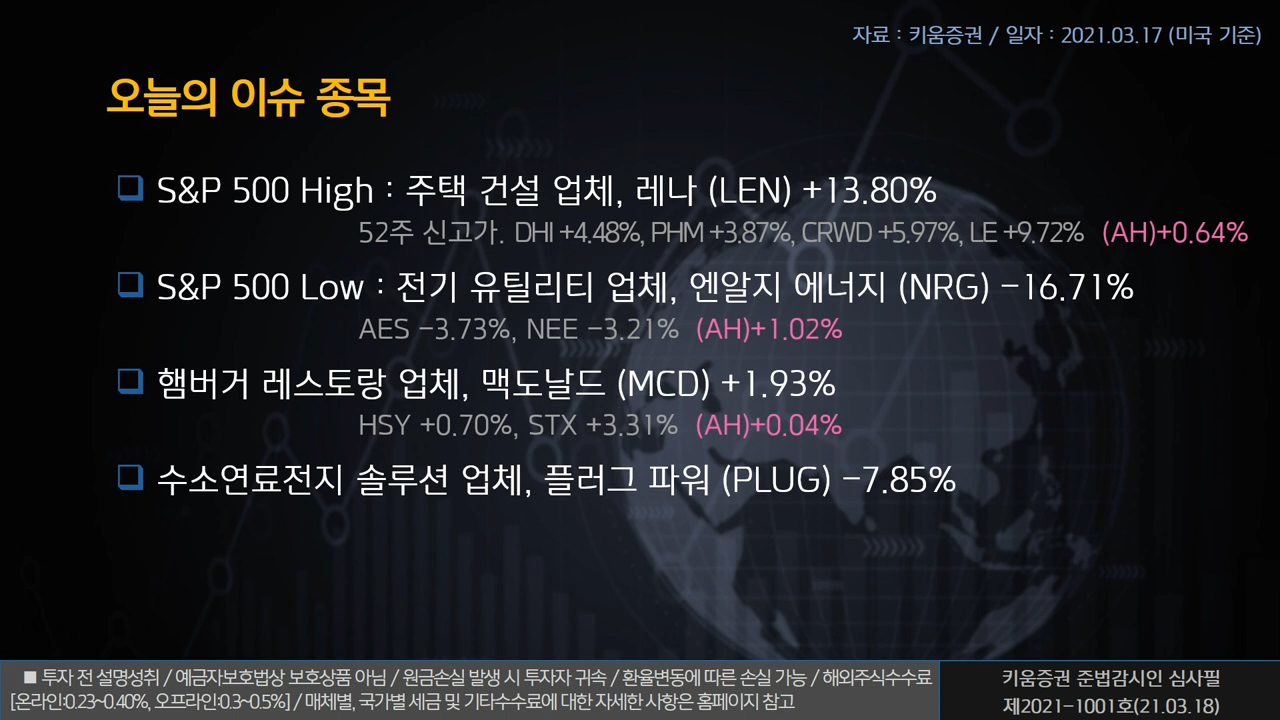 자료 : 키움증권 / 일자 : 2021.03.17 (미국 기준)
오늘의 이슈 종목
❑ S&P 500 High : 주택 건설 업체, 레나 (LEN) +13.80%
52주 신고가. DHI +4.48%, PHM +3.87%, CRWD +5.97%, LE +9.72% (AH)+0.64%
❑ S&P 500 Low : 전기 유틸리티 업체, 엔알지 에너지 (NRG) -16.71%
AES -3.73%, NEE -3.21% (AH)+1.02%
❑ 햄버거 레스토랑 업체, 맥도날드 (MCD) +1.93%
HSY +0.70%, STX +3.31% (AH)+0.04%
❑ 수소연료전지 솔루션 업체, 플러그 파워 (PLUG) -7.85%
■ 투자 전 설명성취 / 예금자보호법상 보호상품 아님 / 원금손실 발생 시 투자자 귀속 / 환율변동에 따른 손실 가능 / 해외주식수수료
[온라인:0.23~0.40%, 오프라인:0.3~0.5%] / 매체별, 국가별 세금 및 기타수수료에 대한 자세한 사항은 홈페이지 참고
키움증권 준법감시인 심사필
제2021-1001호(21.03.18)